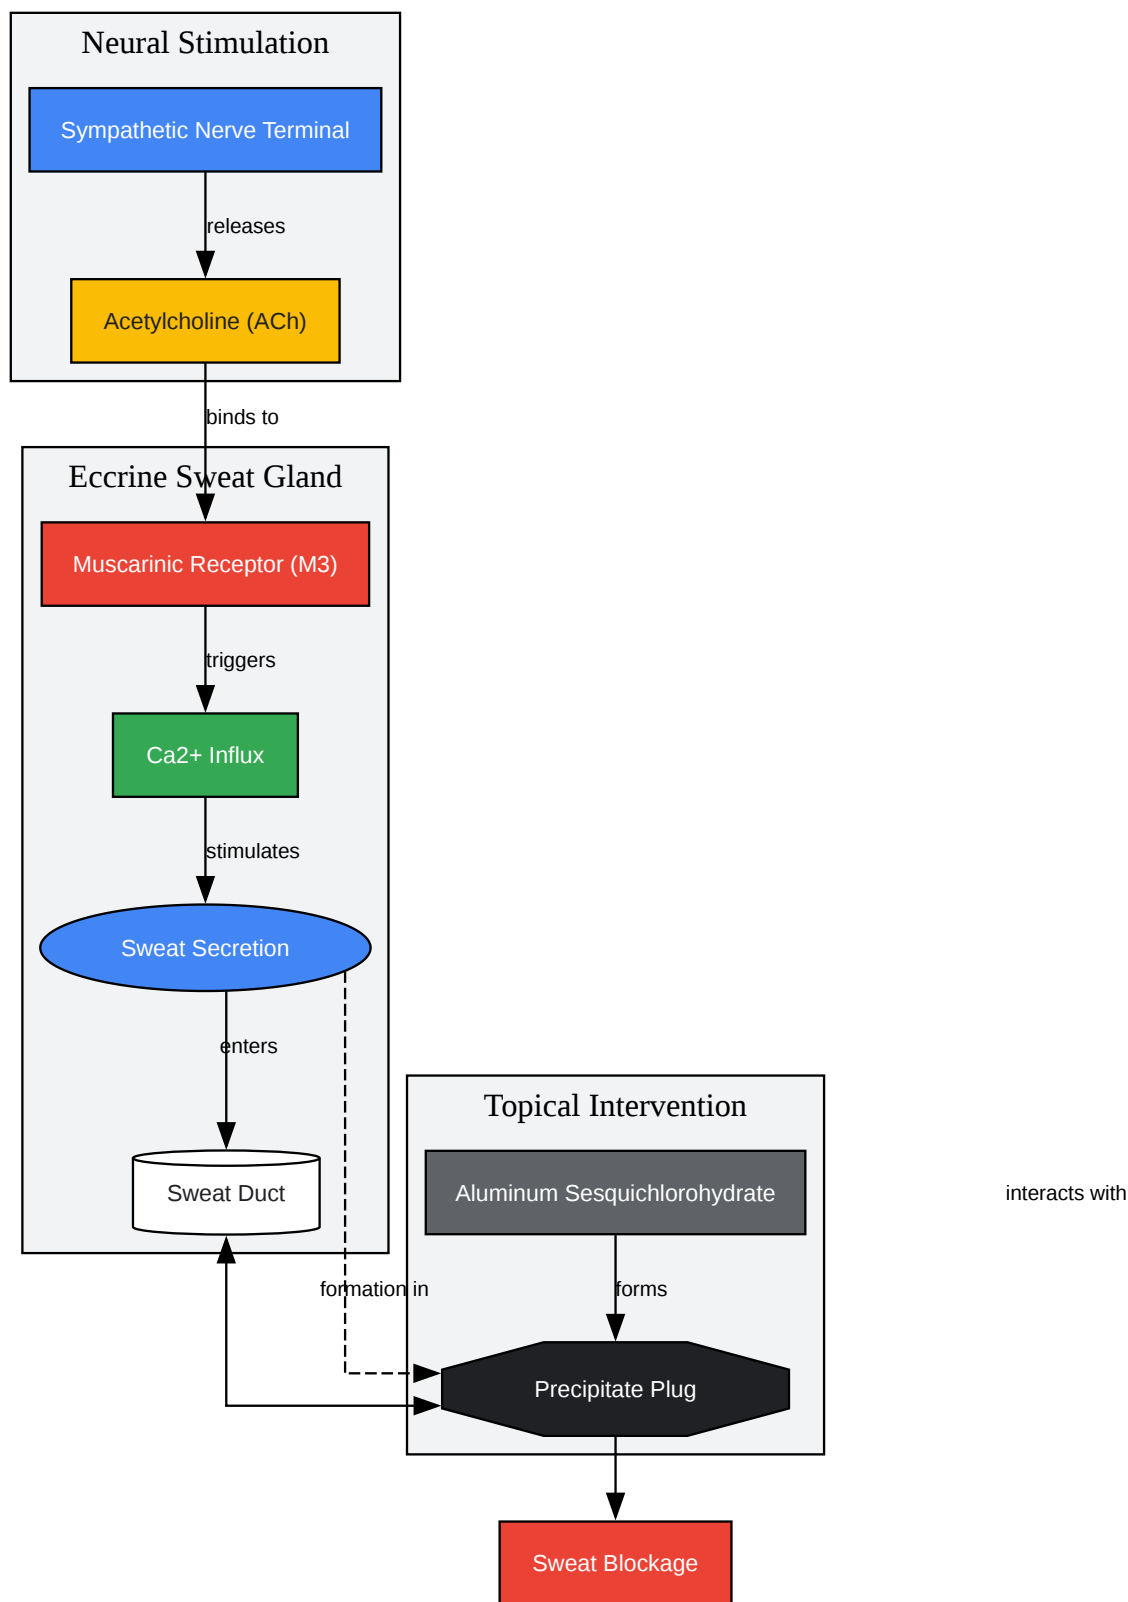 Neural Stimulation
Sympathetic Nerve Terminal
releases
Acetylcholine (ACh)
binds to
Eccrine Sweat Gland
Muscarinic Receptor (M3)
triggers
Ca2+ Influx
stimulates
Sweat Secretion
enters
Topical Intervention
Sweat Duct
Aluminum Sesquichlorohydrate
interacts with
formation in
forms
Precipitate Plug
Sweat Blockage